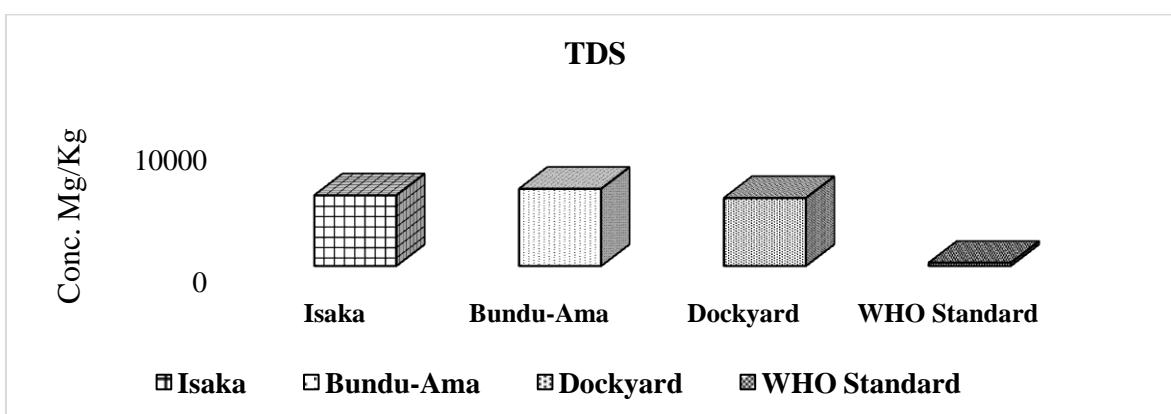 TDS
Conc. Mg/Kg
10000
0
Isaka Bundu-Ama Dockyard WHO Standard
Isaka Bundu-Ama Dockyard WHO Standard